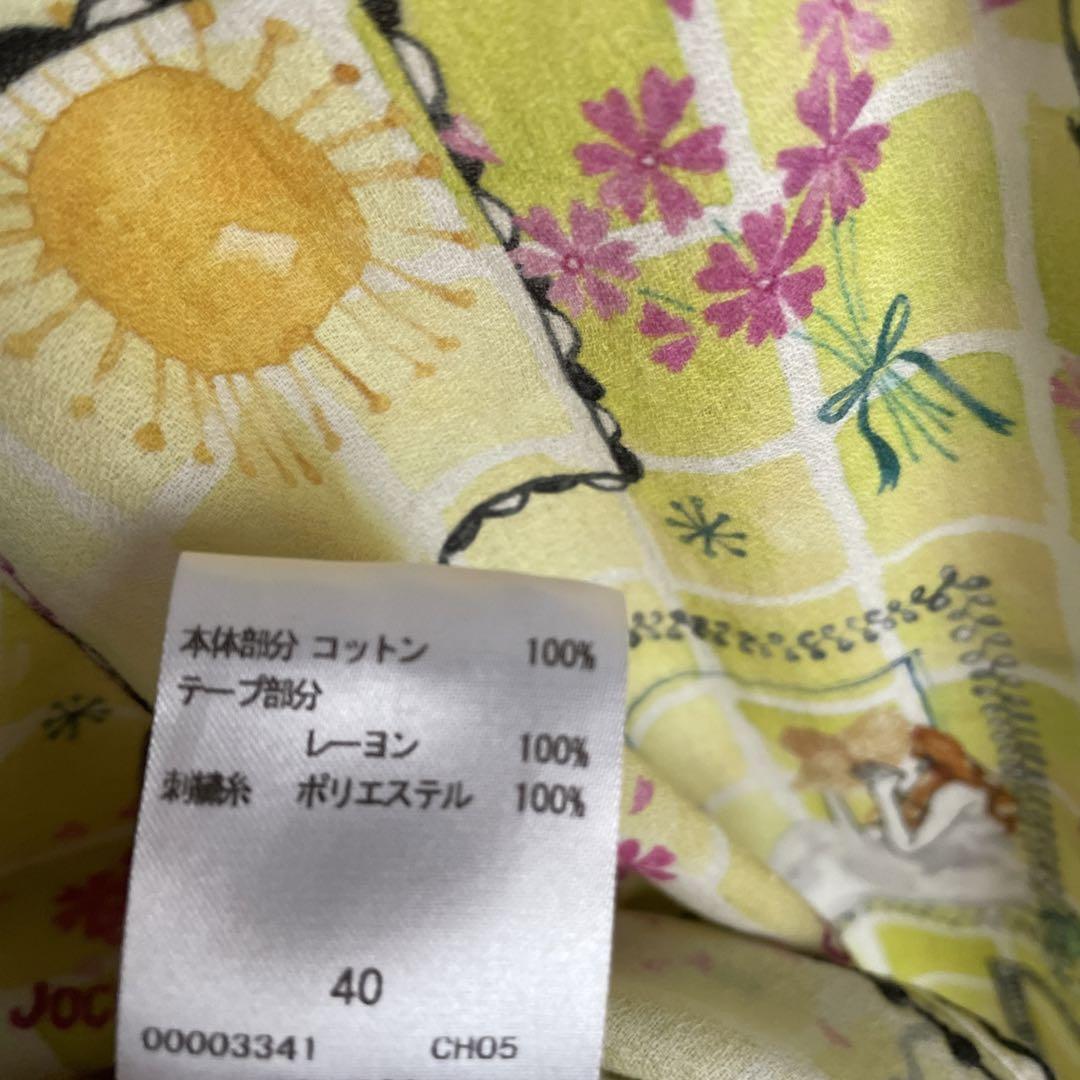 本体部分 コットン 100%
テープ部分
レーヨン 100%
刺繍糸 ポリエステル 100%
40
00003341 CH05
JOC